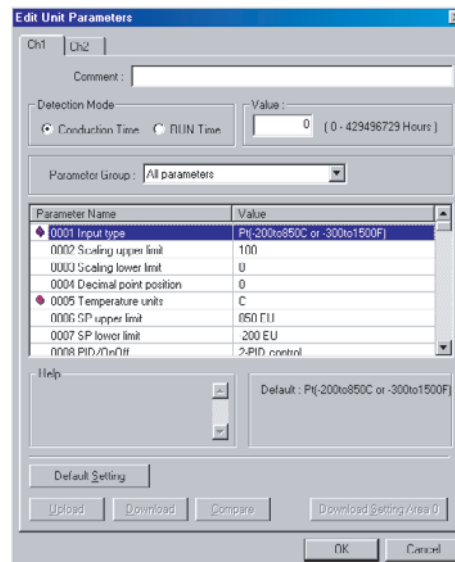 Edit Unit Parameters
Ch1 Ch2
Comment :
Detection Mode
Conduction Time RUN Time
Value :
0 ( 0 - 429496729 Hours )
Parameter Group : All parameters
Parameter Name Value
0001 Input type Pt(-200to850C or -300to1500F)
0002 Scaling upper limit 100
0003 Scaling lower limit 0
0004 Decimal point position 0
0005 Temperature units C
0006 SP upper limit 850 EU
0007 SP lower limit -200 EU
0008 PID/OnOff 2-PID control
Help
Default : Pt(-200to850C or -300to1500F)
Default Setting
Upload Download Compare Download Setting Area 0
OK Cancel